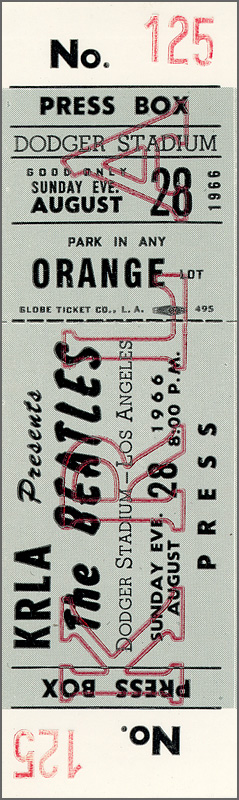 No. 125
PRESS BOX
DODGER STADIUM
GOOD ONLY
SUNDAY EVE.
AUGUST 28 1966
PARK IN ANY
ORANGE LOT
GLOBE TICKET CO., L. A. 495
KRLA Presents
The BEATLES
DODGER STADIUM - LOS ANGELES
SUNDAY EVE. 28 1966
AUGUST 8:00 P.M.
PRESS
KRLA
PRESS BOX
No. 125